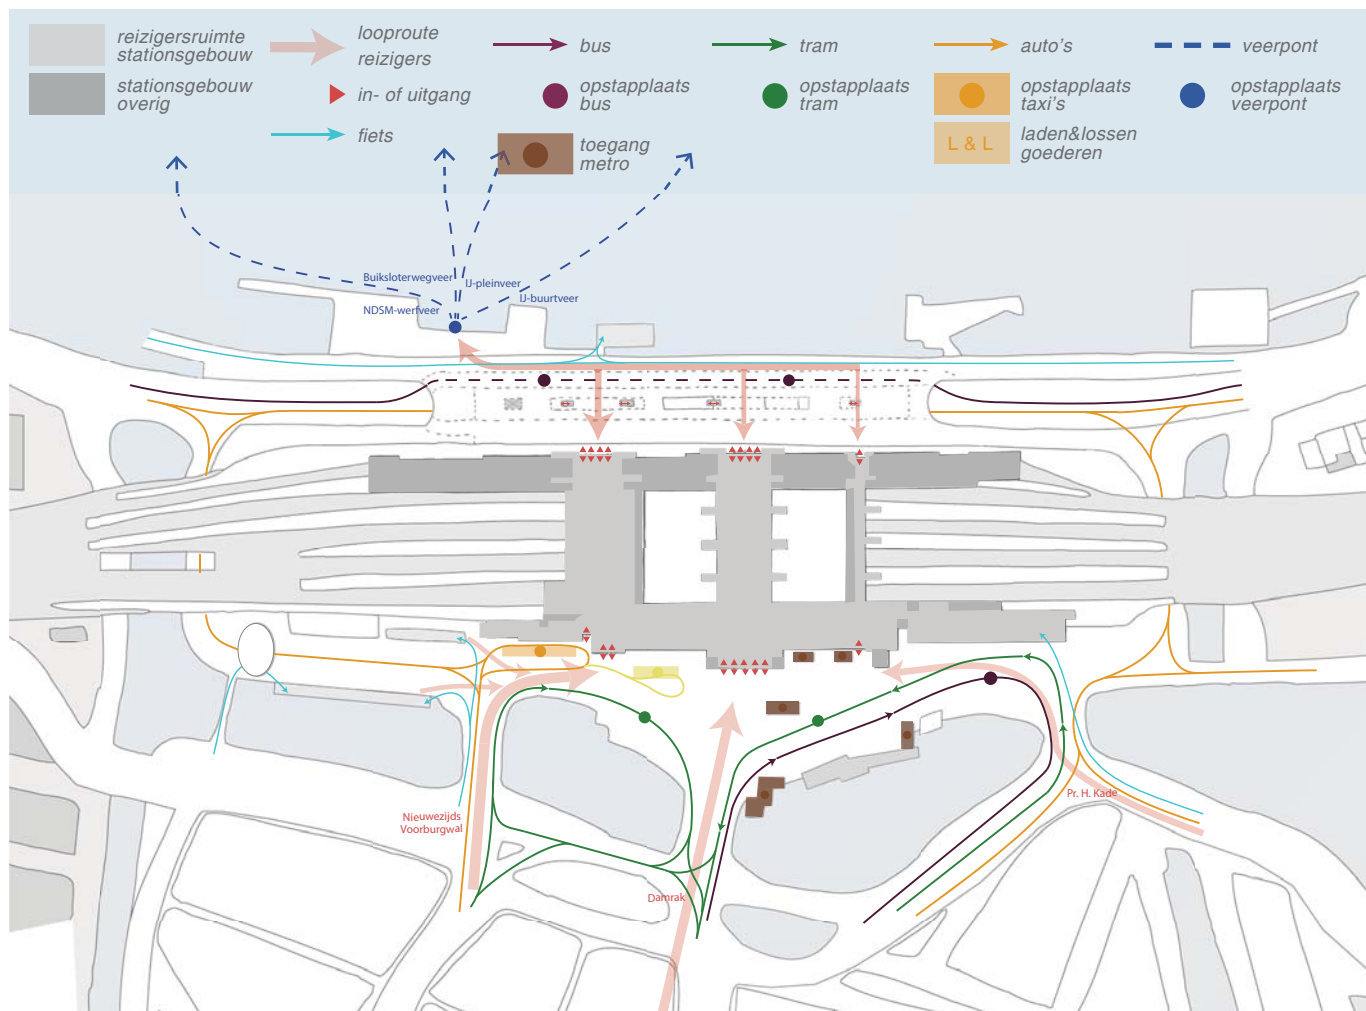 reizigersruimte
stationsgebouw
stationsgebouw
overig
looproute
reizigers
in- of uitgang
fiets
bus
opstapplaats
bus
toegang
metro
tram
opstapplaats
tram
auto's
opstapplaats
taxi's
L & L
laden&lossen
goederen
veerpont
opstapplaats
veerpont
Buiksloterwegveer
IJ-pleinveer
IJ-buurtveer
NDSM-werfveer
Nieuwezijds
Voorburgwal
Pr. H. Kade
Damrak